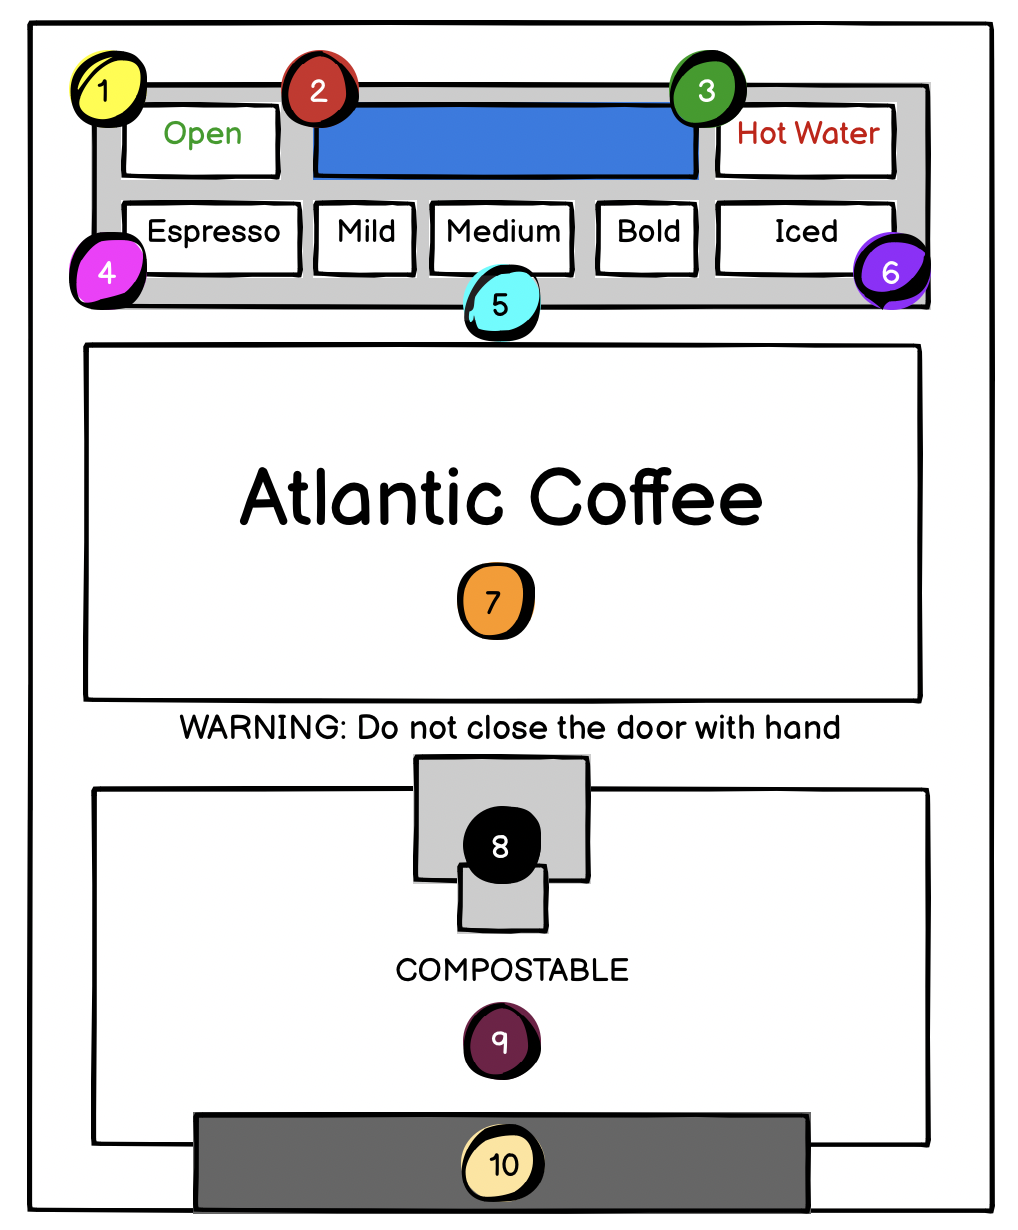 1 2 3
Open Hot Water
Espresso Mild Medium Bold Iced
4 6
5
Atlantic Coffee
7
WARNING: Do not close the door with hand
8
COMPOSTABLE
9
10